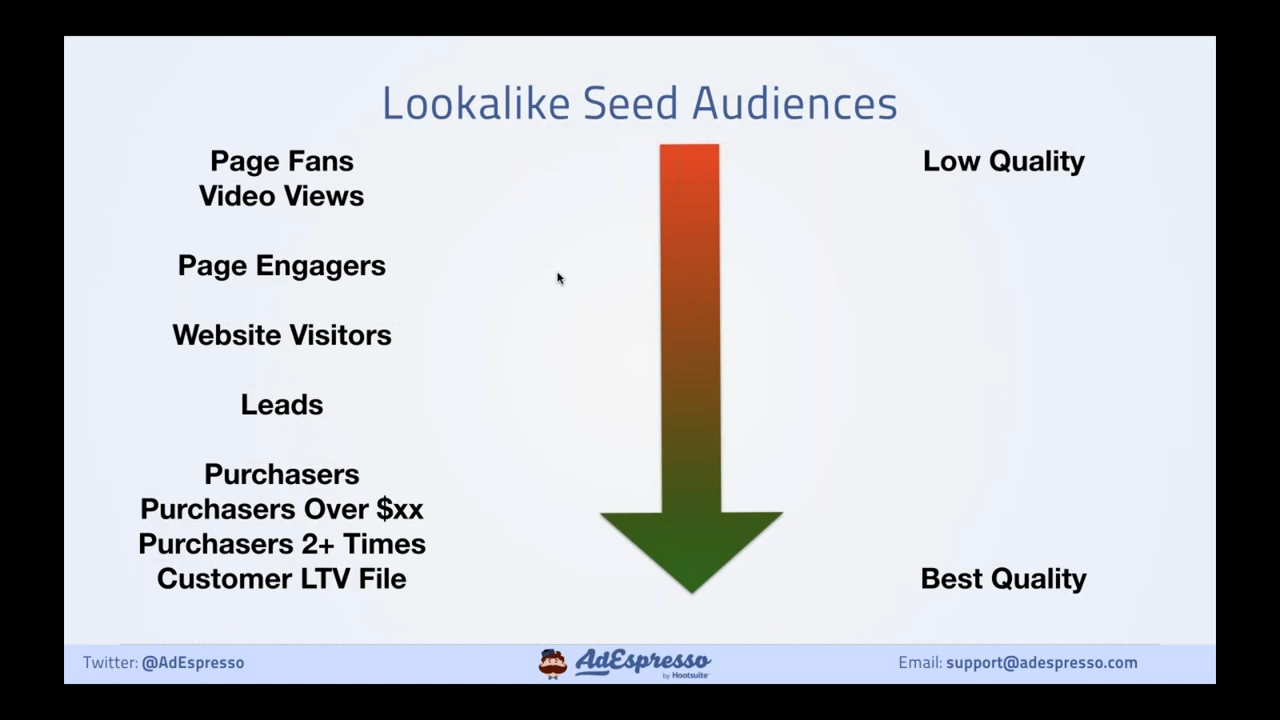 Lookalike Seed Audiences
Page Fans
Low Quality
Video Views
Page Engagers
Website Visitors
Leads
Purchasers
Purchasers Over $xx
Purchasers 2+ Times
Customer LTV File
Best Quality
Twitter: @AdEspresso
AdEspresso
by Hootsuite
Email: support@adespresso.com